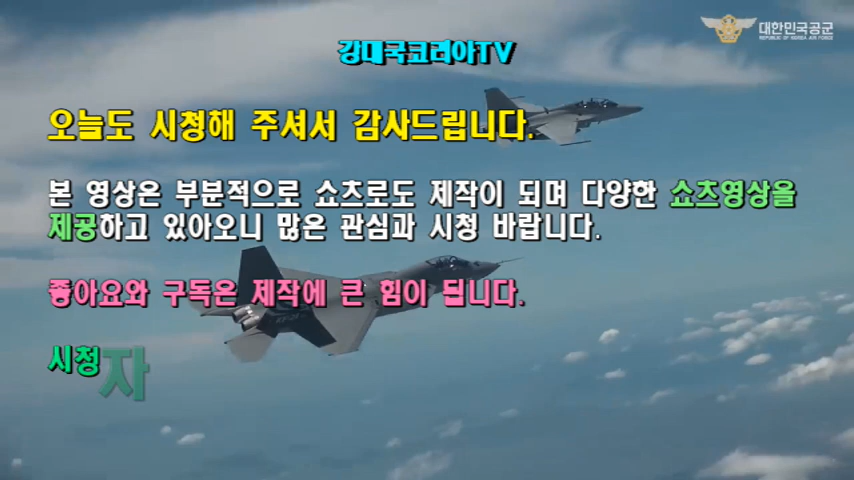 대한민국공군
REPUBLIC OF KOREA AIR FORCE
강대국코리아TV
오늘도 시청해 주셔서 감사드립니다.
본 영상은 부분적으로 쇼츠로도 제작이 되며 다양한 쇼츠영상을
제공하고 있아오니 많은 관심과 시청 바랍니다.
좋아요와 구독은 제작에 큰 힘이 됩니다.
시청자